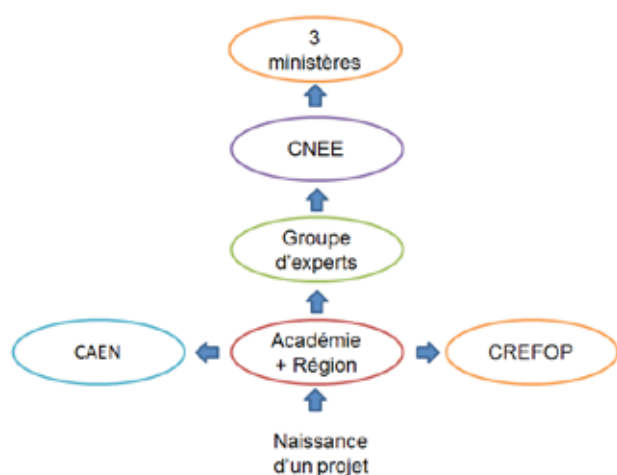 3
ministères
CNEE
Groupe
d'experts
CAEN
Académie
+ Région
CREFOP
Naissance
d'un projet